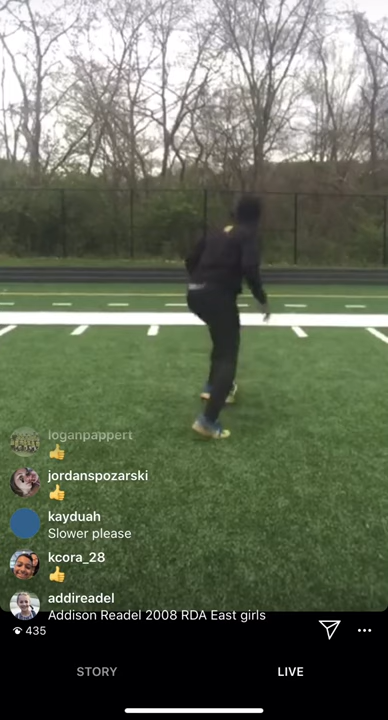 loganpappert
👍
jordanspozarski
👍
kayduah
Slower please
kcora_28
👍
addireadel
Addison Readel 2008 RDA East girls
435
STORY
LIVE